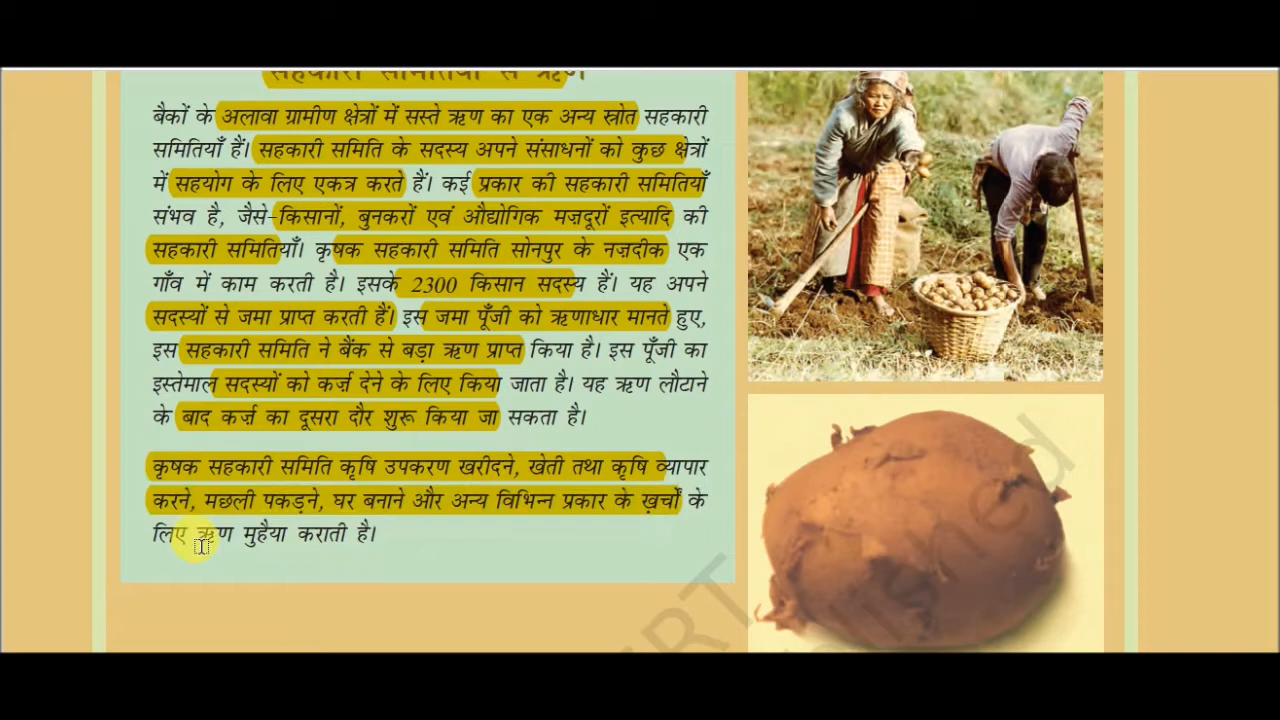 सहकारी समितियों से ऋण
बैकों के अलावा ग्रामीण क्षेत्रों में सस्ते ऋण का एक अन्य स्रोत सहकारी
समितियाँ हैं। सहकारी समिति के सदस्य अपने संसाधनों को कुछ क्षेत्रों
में सहयोग के लिए एकत्र करते हैं। कई प्रकार की सहकारी समितियाँ
संभव है, जैसे-किसानों, बुनकरों एवं औद्योगिक मज़दूरों इत्यादि की
सहकारी समितियाँ। कृषक सहकारी समिति सोनपुर के नज़दीक एक
गाँव में काम करती है। इसके 2300 किसान सदस्य हैं। यह अपने
सदस्यों से जमा प्राप्त करती हैं। इस जमा पूँजी को ऋणाधार मानते हुए,
इस सहकारी समिति ने बैंक से बड़ा ऋण प्राप्त किया है। इस पूँजी का
इस्तेमाल सदस्यों को कर्ज़ देने के लिए किया जाता है। यह ऋण लौटाने
के बाद कर्ज़ का दूसरा दौर शुरू किया जा सकता है।
कृषक सहकारी समिति कृषि उपकरण खरीदने, खेती तथा कृषि व्यापार
करने, मछली पकड़ने, घर बनाने और अन्य विभिन्न प्रकार के ख़र्चों के
लिए ऋण मुहैया कराती है।